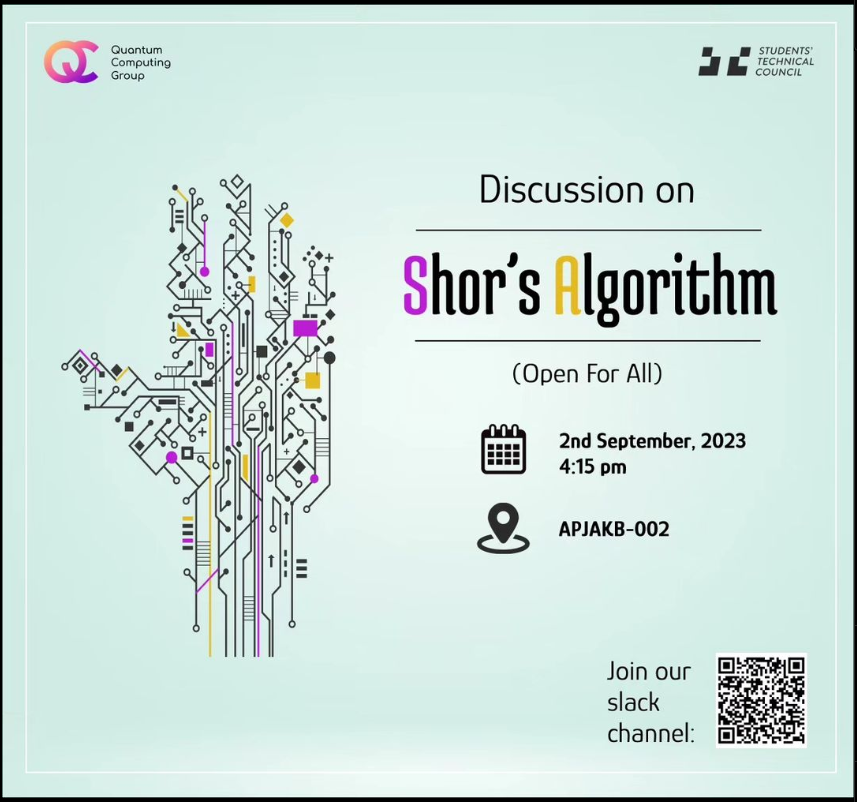 Quantum
Computing
Group
STUDENTS'
TECHNICAL
COUNCIL
Discussion on
Shor's Algorithm
(Open For All)
2nd September, 2023
4:15 pm
APJAKB-002
Join our
slack
channel: